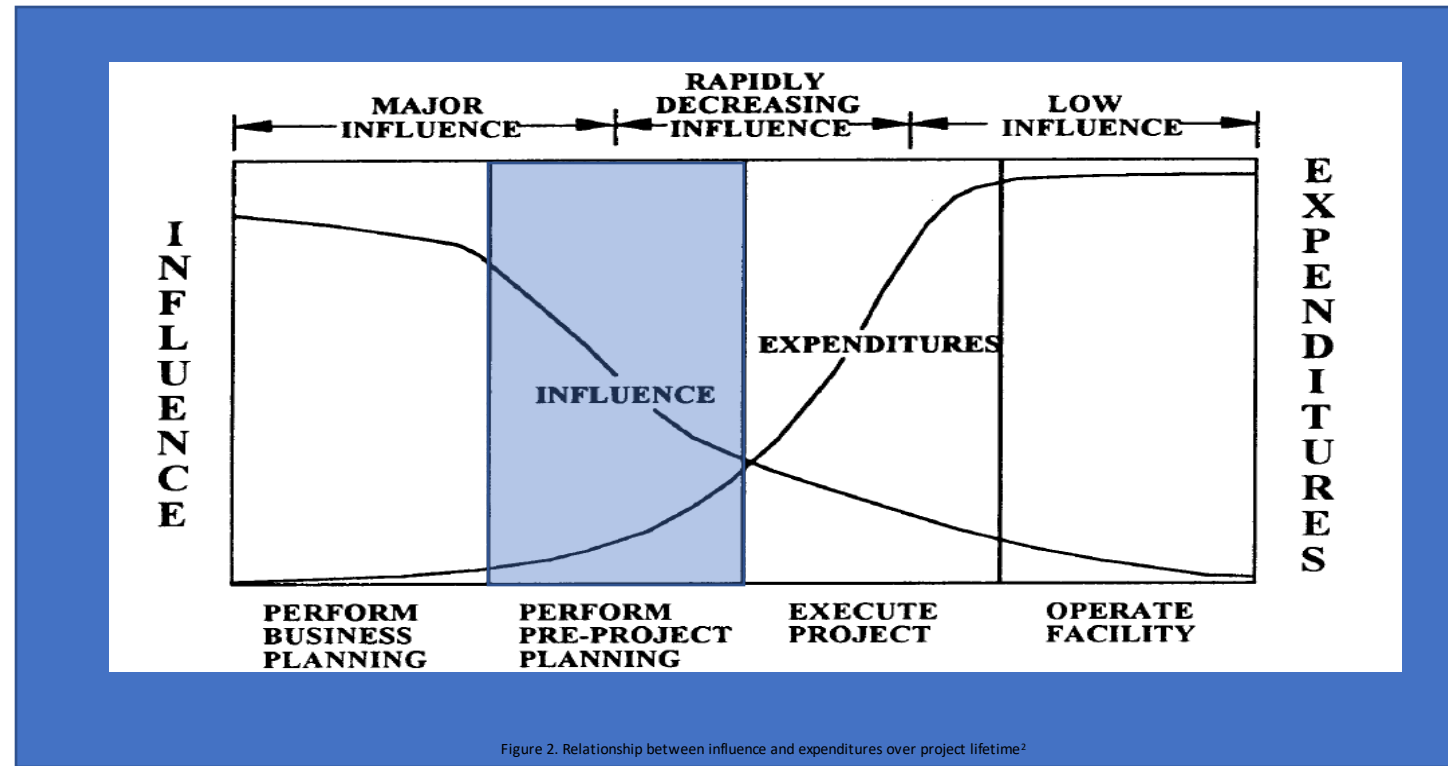 RAPIDLY
MAJOR DECREASING LOW
INFLUENCE INFLUENCE INFLUENCE
INFLUENCE
EXPENDITURES
EXPENDITURES
INFLUENCE
PERFORM PERFORM EXECUTE OPERATE
BUSINESS PRE-PROJECT PROJECT FACILITY
PLANNING PLANNING
Figure 2. Relationship between influence and expenditures over project lifetime²